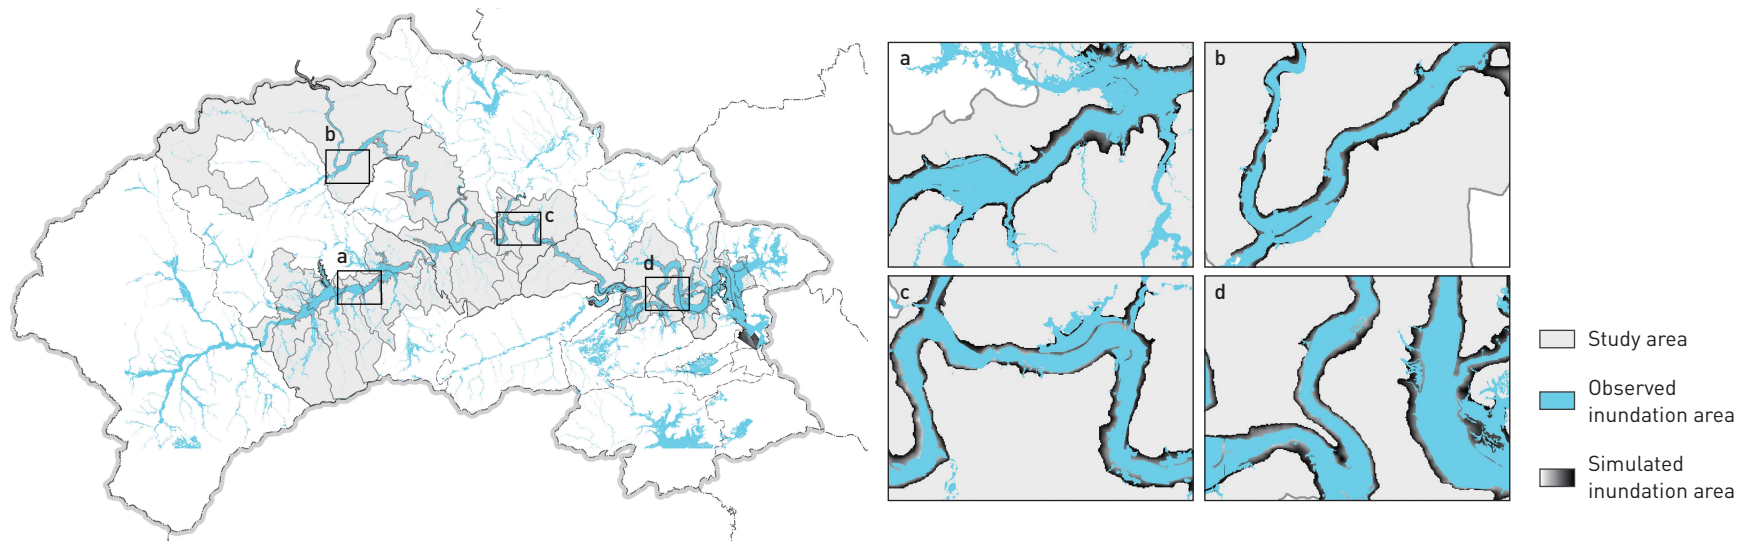 b
c
a
d
a
b
c
d
Study area
Observed
inundation area
Simulated
inundation area